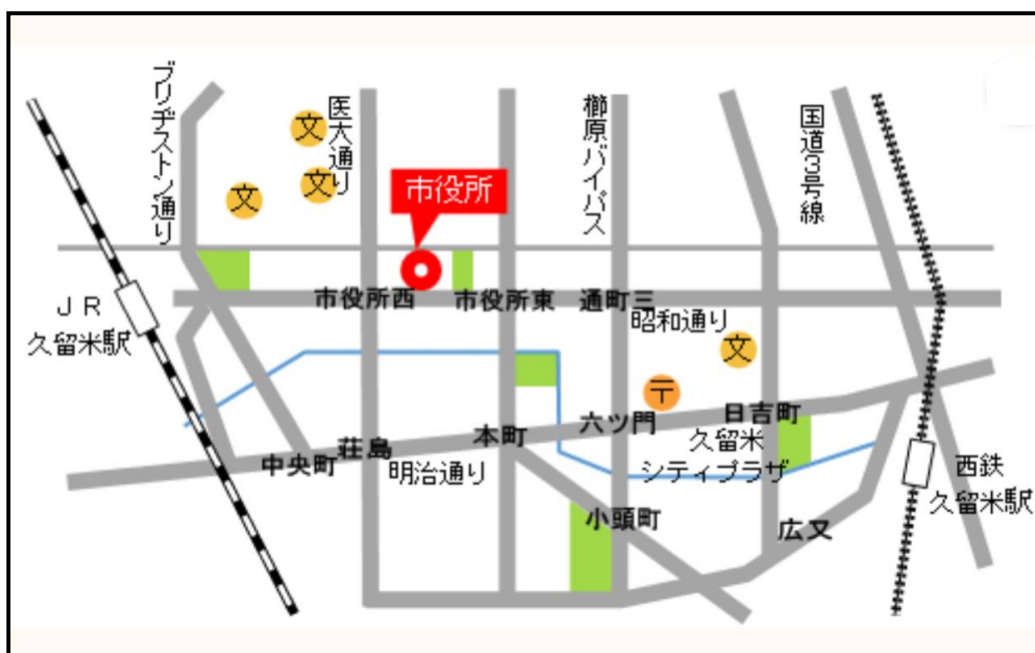 ブリヂストン通り
医大通り
櫛原バイパス
国道3号線
文
文
文
市役所
市役所西
市役所東
通町三
昭和通り
JR
久留米駅
文
〒
日吉町
六ツ門
本町
荘島
中央町
明治通り
久留米
シティプラザ
西鉄
久留米駅
小頭町
広又